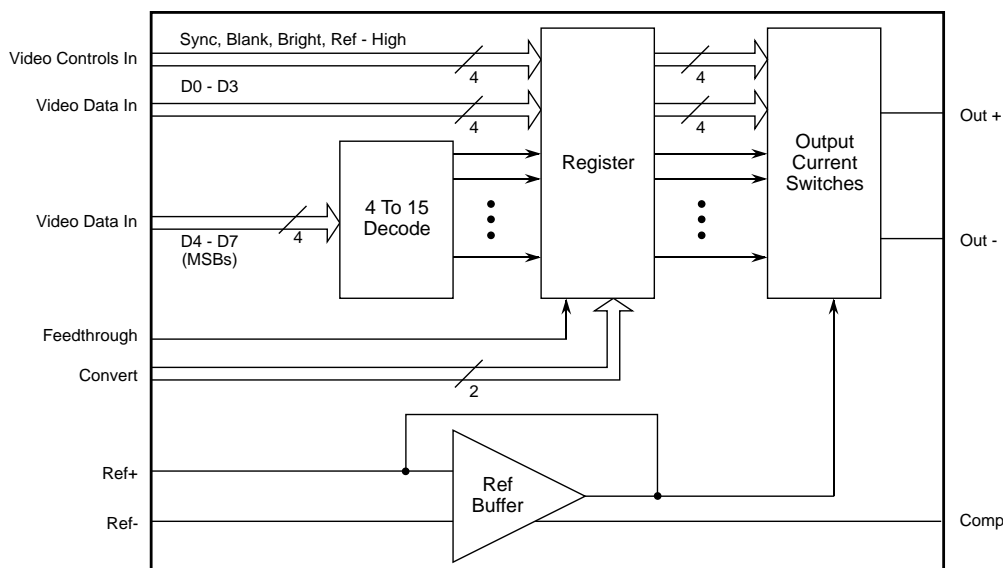 Sync, Blank, Bright, Ref - High
Video Controls In
4
4
D0 - D3
Video Data In
4
4
Out +
Register
Output
Current
Switches
4 To 15
Decode
Video Data In
4
D4 - D7
(MSBs)
Out -
Feedthrough
Convert
2
Ref+
Ref
Buffer
Ref-
Comp